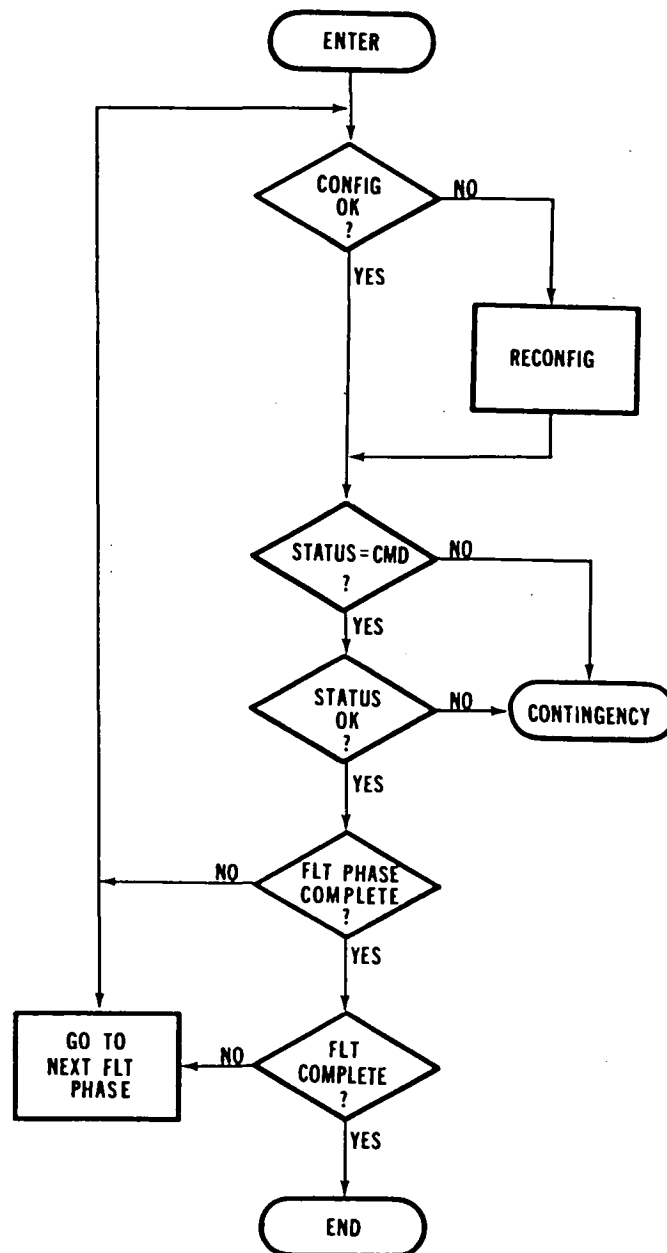 ENTER
CONFIG
OK
?
NO
YES
RECONFIG
STATUS=CMD
?
NO
YES
STATUS
OK
?
NO
CONTINGENCY
YES
FLT PHASE
COMPLETE
?
NO
YES
GO TO
NEXT FLT
PHASE
NO
FLT
COMPLETE
?
YES
END